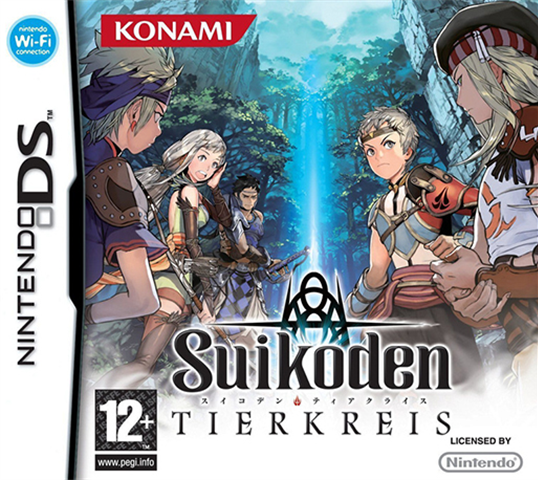 Nintendo
Wi-Fi
connection
KONAMI
NINTENDO DS™
Suikoden
スイコデン ティアクライス
TIERKREIS
12+
www.pegi.info
LICENSED BY
Nintendo®